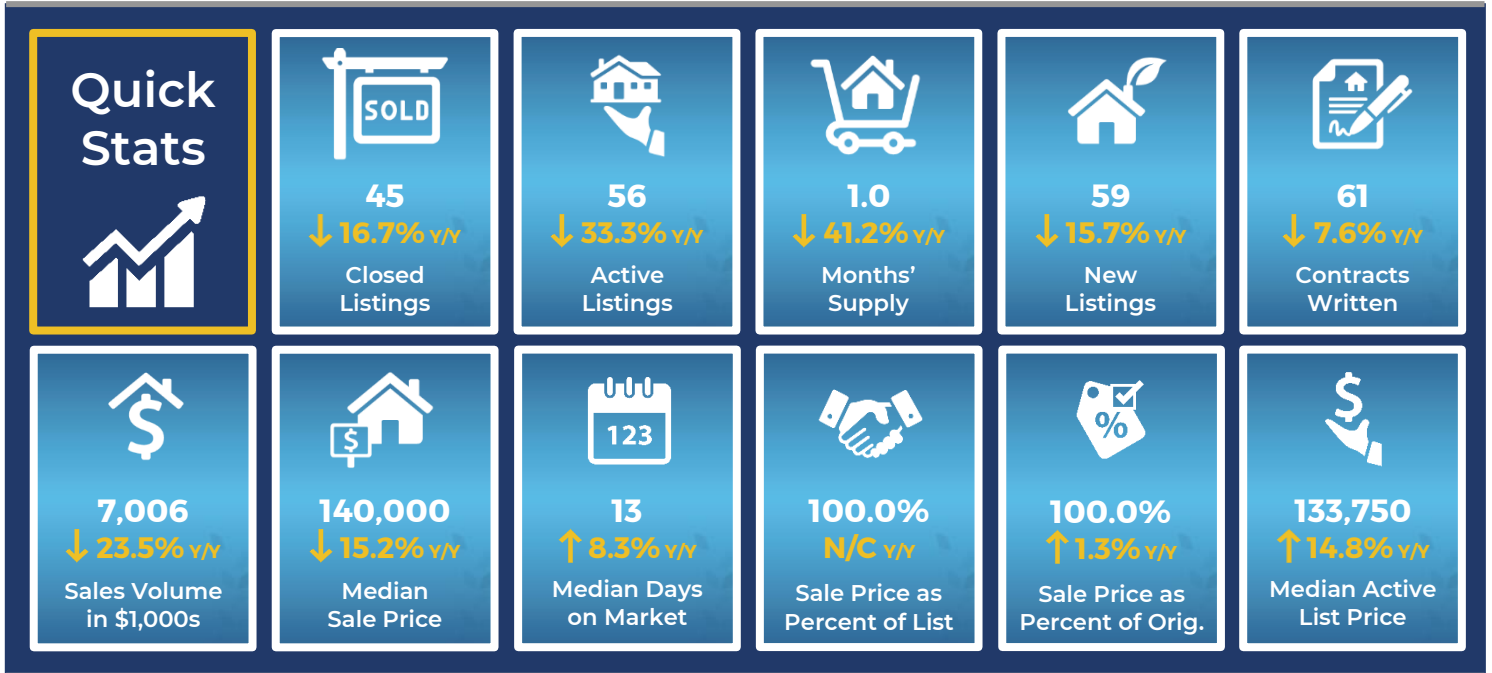 Quick
Stats
SOLD
45
↓ 16.7% Y/Y
Closed
Listings
56
↓ 33.3% Y/Y
Active
Listings
1.0
↓ 41.2% Y/Y
Months’
Supply
59
↓ 15.7% Y/Y
New
Listings
61
↓ 7.6% Y/Y
Contracts
Written
$
7,006
↓ 23.5% Y/Y
Sales Volume
in $1,000s
$
140,000
↓ 15.2% Y/Y
Median
Sale Price
123
13
↑ 8.3% Y/Y
Median Days
on Market
100.0%
N/C Y/Y
Sale Price as
Percent of List
%
100.0%
↑ 1.3% Y/Y
Sale Price as
Percent of Orig.
$
133,750
↑ 14.8% Y/Y
Median Active
List Price